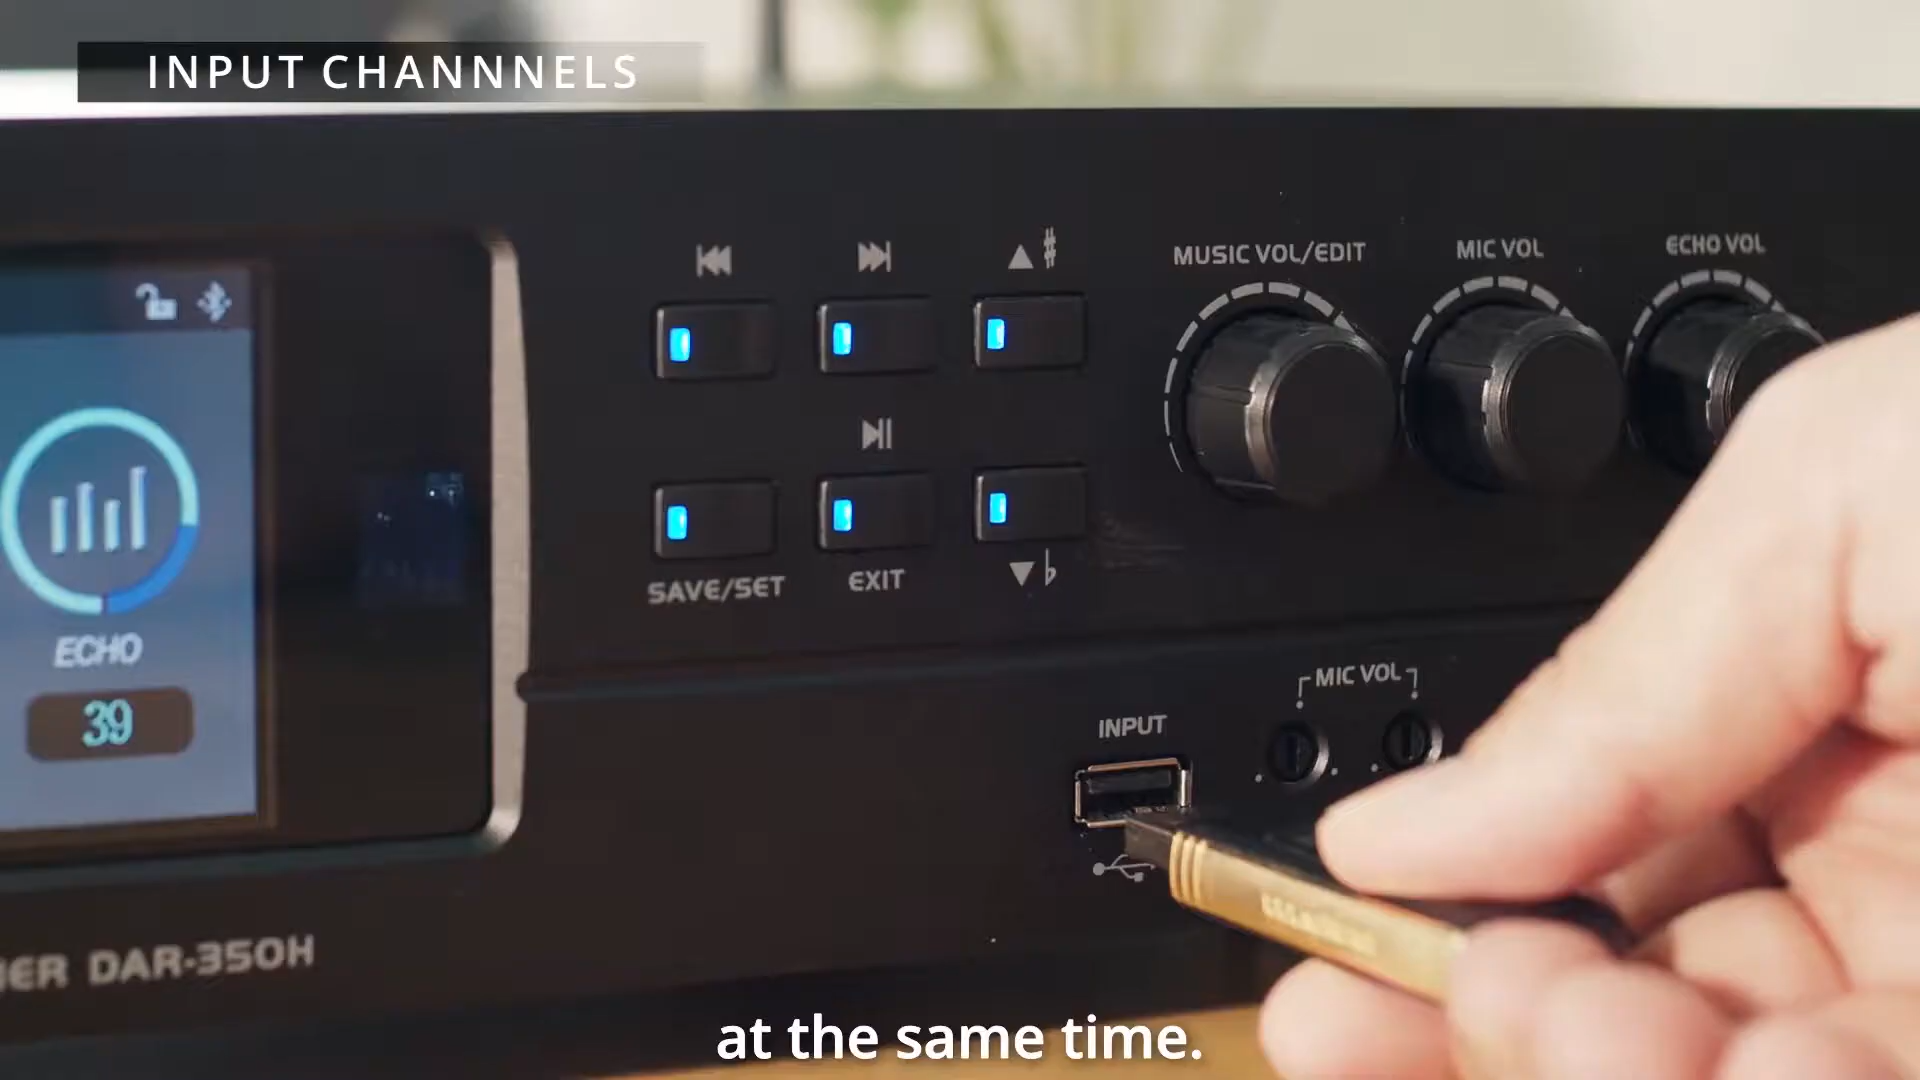 INPUT CHANNNELS
MUSIC VOL/EDIT
MIC VOL
ECHO VOL
SAVE/SET
EXIT
ECHO
39
MIC VOL
INPUT
DAR-350H
at the same time.